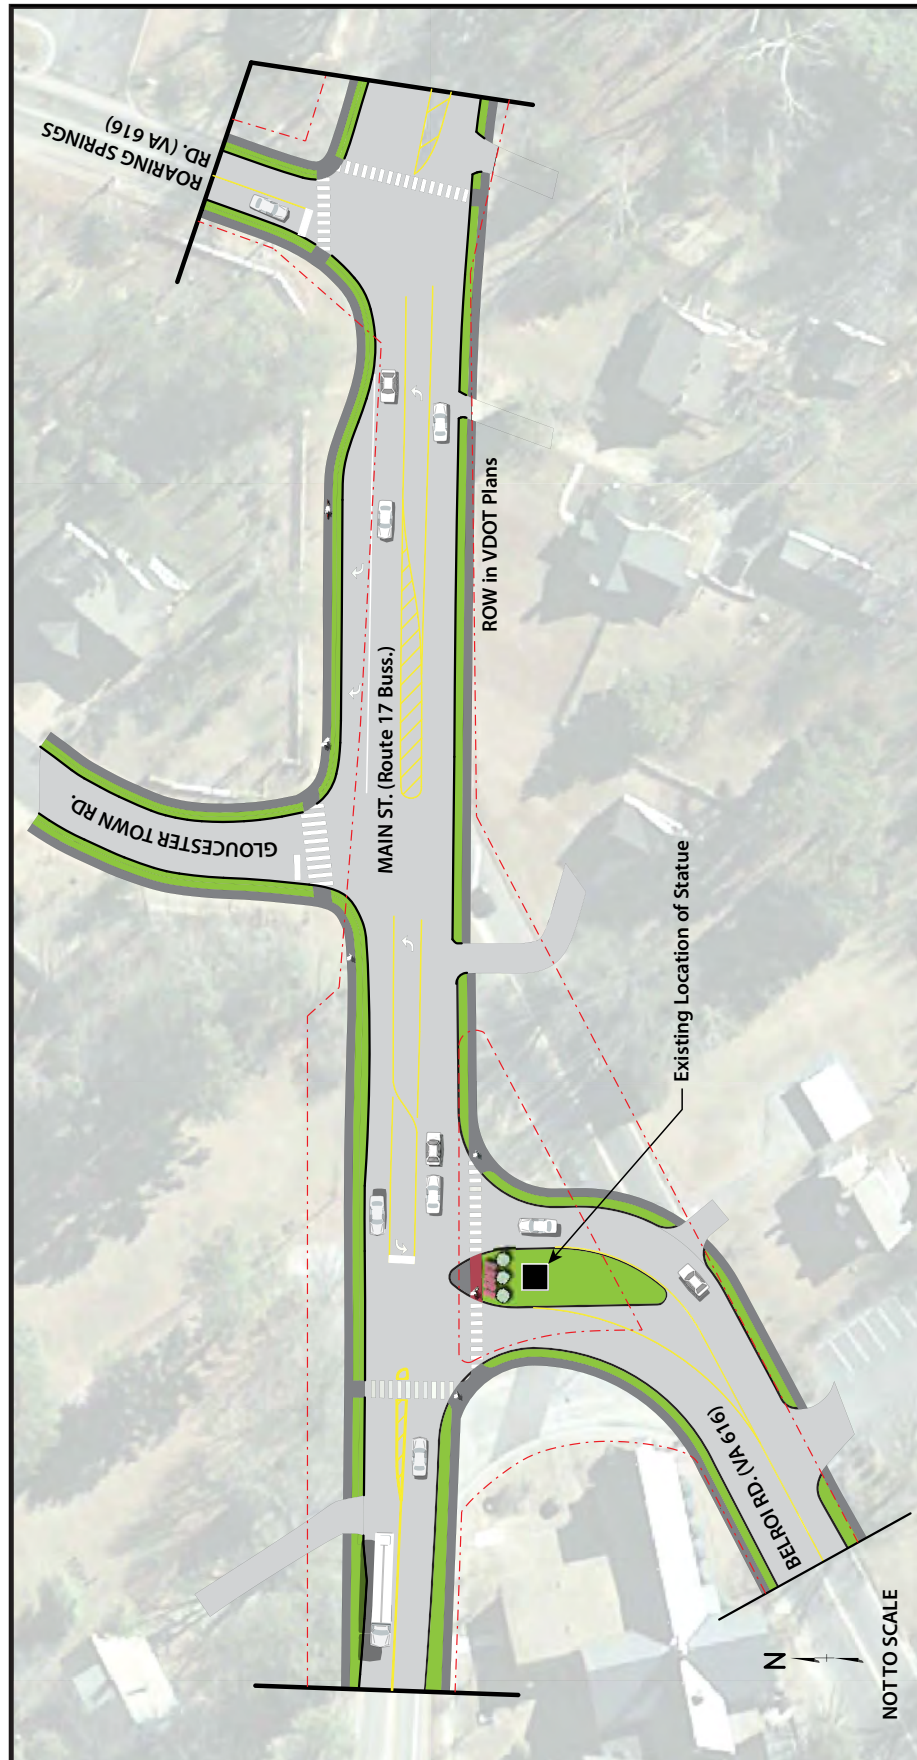 ROARING SPRINGS
RD. (VA 616)
GLOUCESTER TOWN RD.
MAIN ST. (Route 17 Buss.)
ROW in VDOT Plans
Existing Location of Statue
BELROI RD. (VA 616)
N
NOT TO SCALE